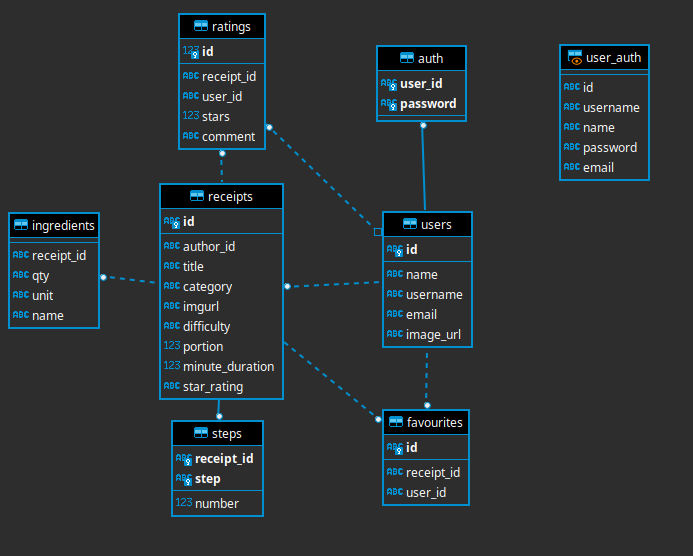 ratings
123 id
ABC receipt_id
ABC user_id
123 stars
ABC comment
auth
ABC user_id
ABC password
user_auth
ABC id
ABC username
ABC name
ABC password
ABC email
receipts
ABC id
ABC author_id
ABC title
ABC category
ABC imgurl
ABC difficulty
123 portion
123 minute_duration
ABC star_rating
ingredients
ABC receipt_id
ABC qty
ABC unit
ABC name
users
ABC id
ABC name
ABC username
ABC email
ABC image_url
steps
ABC receipt_id
ABC step
123 number
favourites
ABC id
ABC receipt_id
ABC user_id